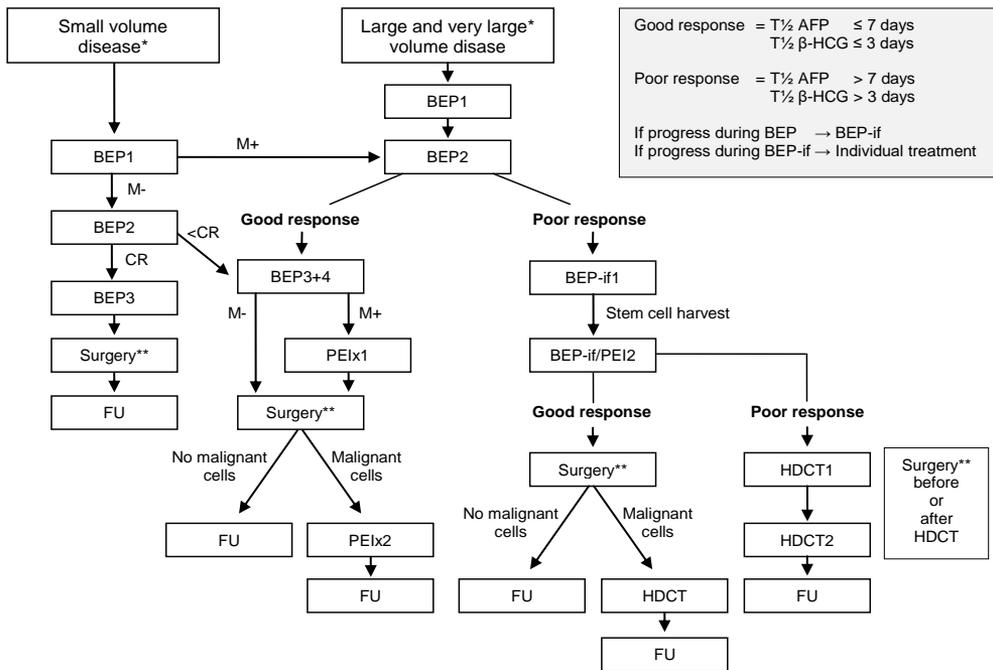 Small volume
disease*
Large and very large*
volume disase
Good response = T½ AFP ≤ 7 days
T½ β-HCG ≤ 3 days
Poor response = T½ AFP > 7 days
T½ β-HCG > 3 days
If progress during BEP → BEP-if
If progress during BEP-if → Individual treatment
BEP1
BEP1
M+
BEP2
M-
BEP2
<CR
Good response
Poor response
CR
BEP3+4
BEP-if1
BEP3
M-
M+
Stem cell harvest
Surgery**
PEIx1
BEP-if/PEI2
FU
Surgery**
Good response
Poor response
No malignant
cells
Malignant
cells
Surgery**
HDCT1
Surgery**
before
or
after
HDCT
No malignant
cells
Malignant
cells
FU
PEIx2
HDCT2
FU
FU
HDCT
FU
FU